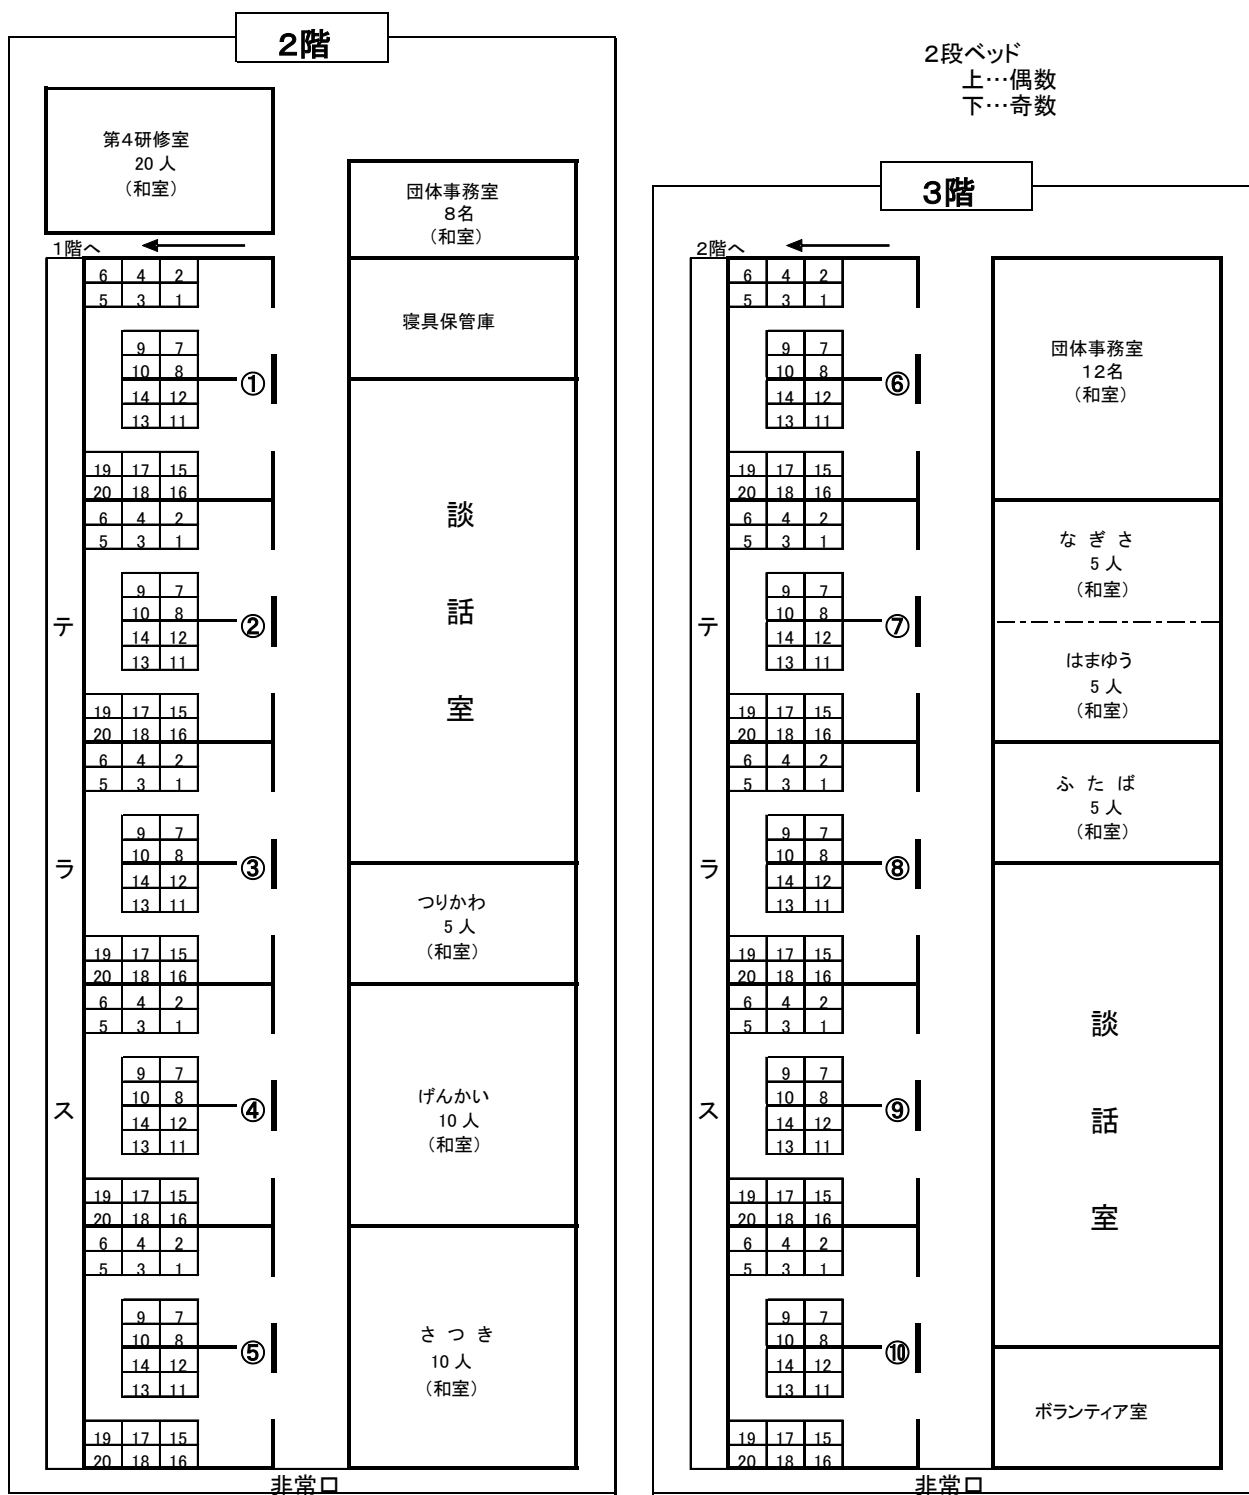 2階
第4研修室
20 人
（和室）
団体事務室
8名
（和室）
1階へ
寝具保管庫
6 4 2
5 3 1
9 7
10 8
①
14 12
13 11
19 17 15
20 18 16
6 4 2
5 3 1
9 7
10 8
②
14 12
13 11
19 17 15
20 18 16
6 4 2
5 3 1
9 7
10 8
③
14 12
13 11
19 17 15
20 18 16
6 4 2
5 3 1
9 7
10 8
④
14 12
13 11
19 17 15
20 18 16
6 4 2
5 3 1
9 7
10 8
⑤
14 12
13 11
19 17 15
20 18 16
テ
ラ
ス
談
話
室
つりかわ
5 人
（和室）
げんかい
10 人
（和室）
さ つ き
10 人
（和室）
非常口
2段ベッド
上…偶数
下…奇数
3階
2階へ
6 4 2
5 3 1
9 7
10 8
⑥
14 12
13 11
19 17 15
20 18 16
6 4 2
5 3 1
9 7
10 8
⑦
14 12
13 11
19 17 15
20 18 16
6 4 2
5 3 1
9 7
10 8
⑧
14 12
13 11
19 17 15
20 18 16
6 4 2
5 3 1
9 7
10 8
⑨
14 12
13 11
19 17 15
20 18 16
6 4 2
5 3 1
9 7
10 8
⑩
14 12
13 11
19 17 15
20 18 16
テ
ラ
ス
団体事務室
12名
（和室）
な ぎ さ
5 人
（和室）
はまゆう
5 人
（和室）
ふ た ば
5 人
（和室）
談
話
室
ボランティア室
非常口